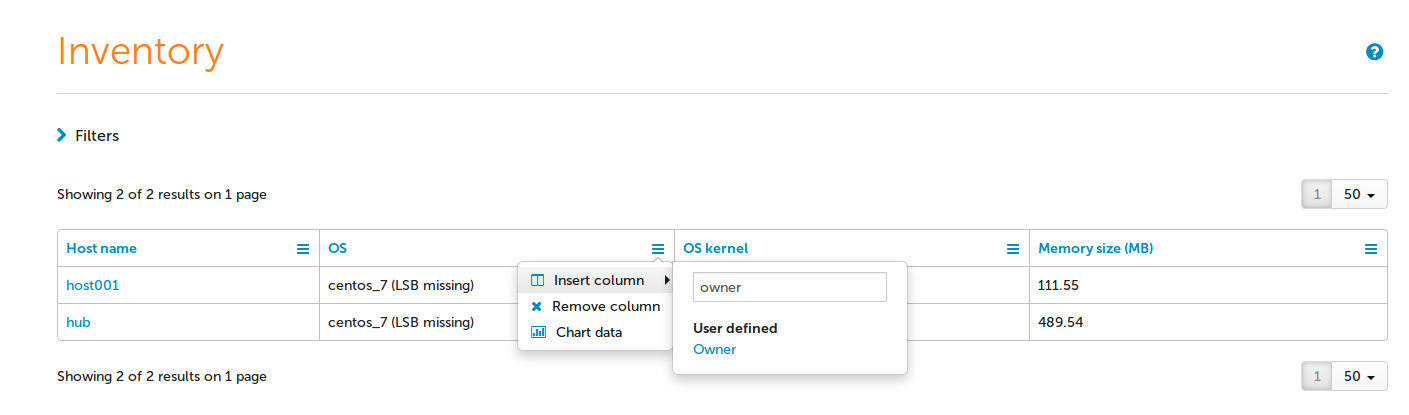 Inventory
?
Filters
Showing 2 of 2 results on 1 page
1 50
Host name OS OS kernel Memory size (MB)
host001 centos_7 (LSB missing) 111.55
hub centos_7 (LSB missing) 489.54
Insert column
Remove column
Chart data
owner
User defined
Owner
Showing 2 of 2 results on 1 page
1 50